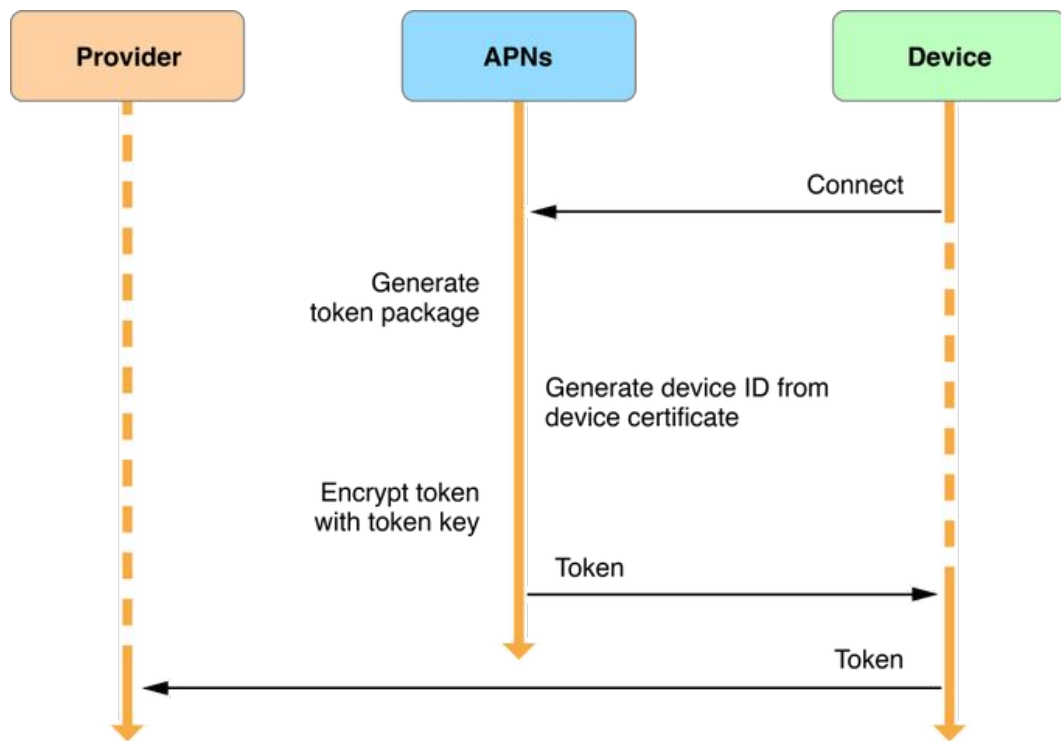 Provider
APNs
Device
Connect
Generate
token package
Generate device ID from
device certificate
Encrypt token
with token key
Token
Token